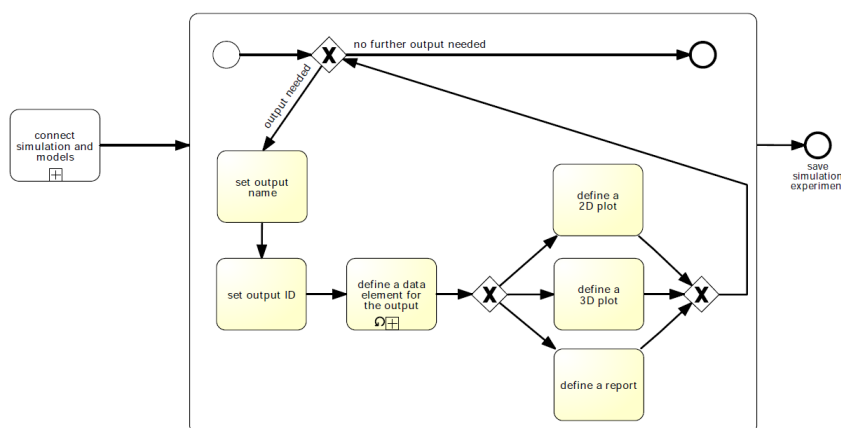 no further output needed
output needed
connect
simulation and
models
set output
name
define a
2D plot
save
simulation
experiment
set output ID
define a data
element for
the output
define a
3D plot
define a report